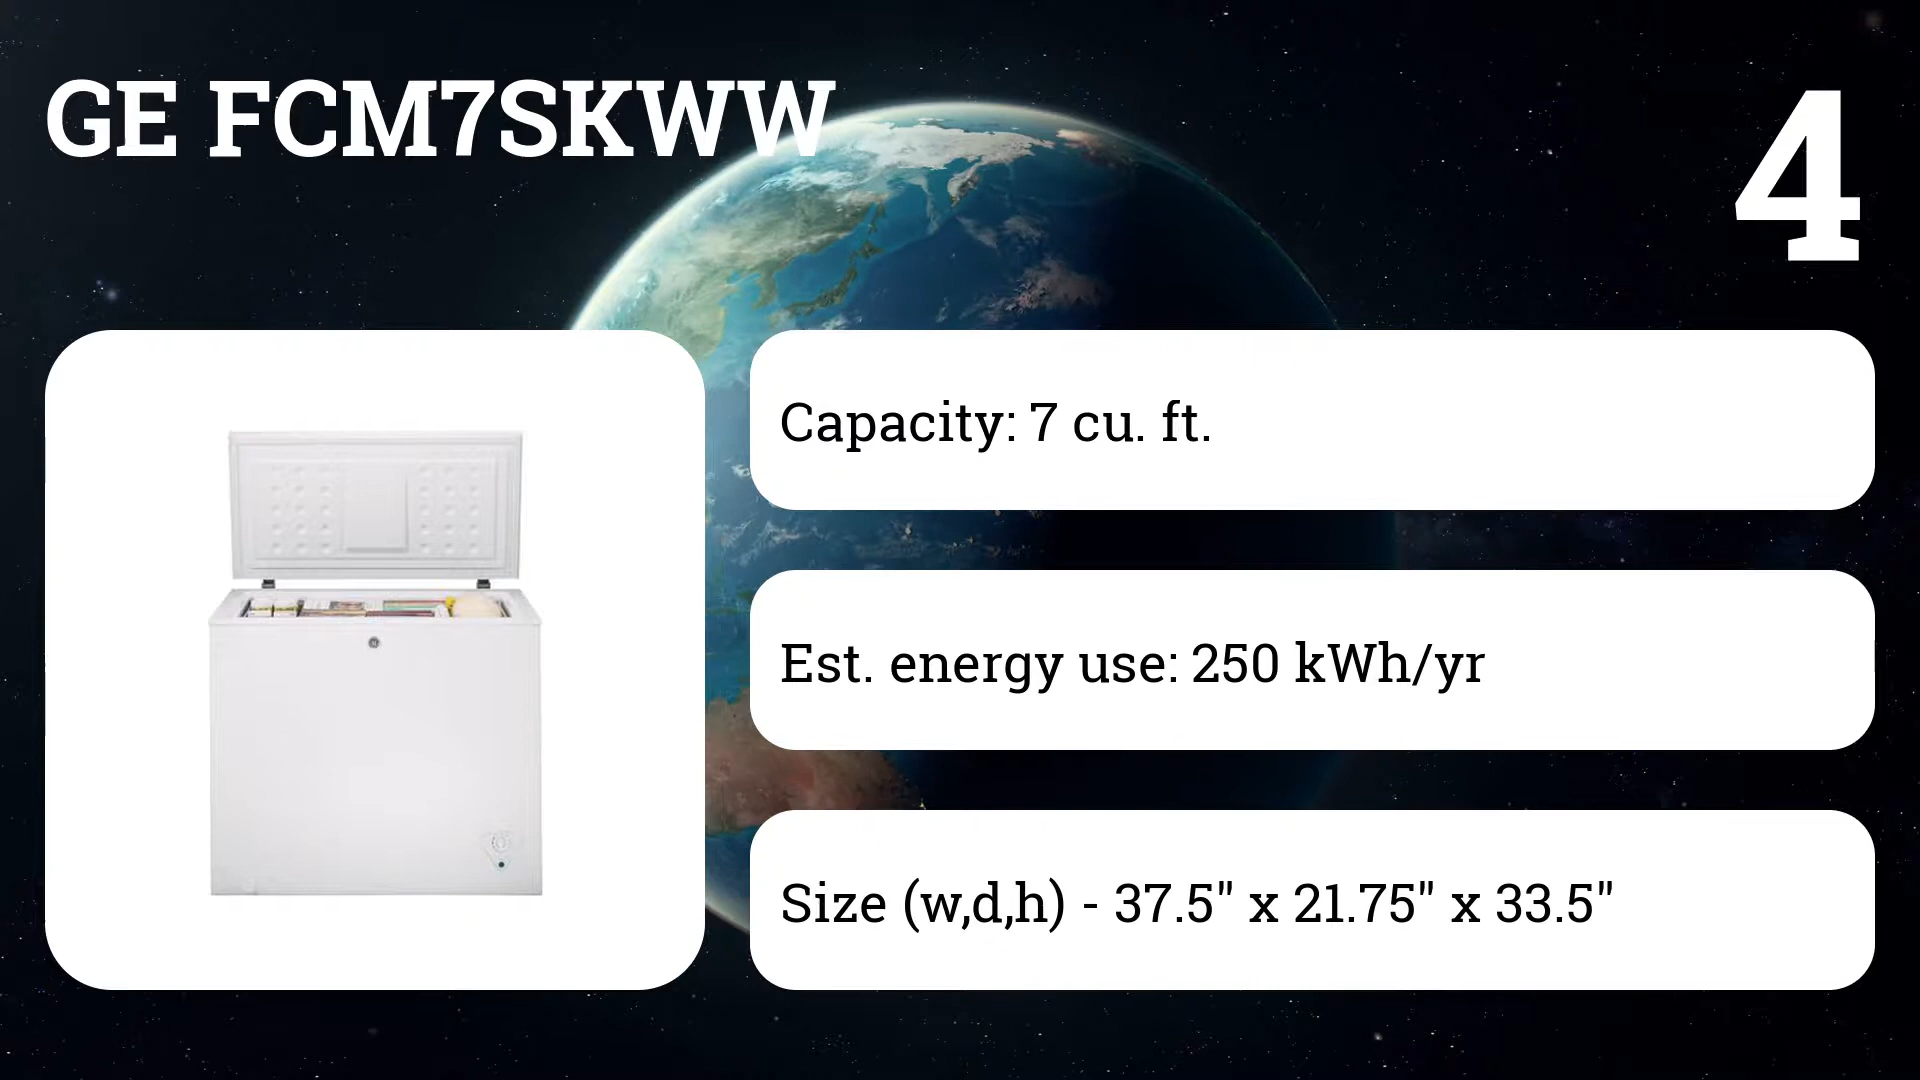 GE FCM7SKWW
4
Capacity: 7 cu. ft.
Est. energy use: 250 kWh/yr
Size (w,d,h) - 37.5" x 21.75" x 33.5"